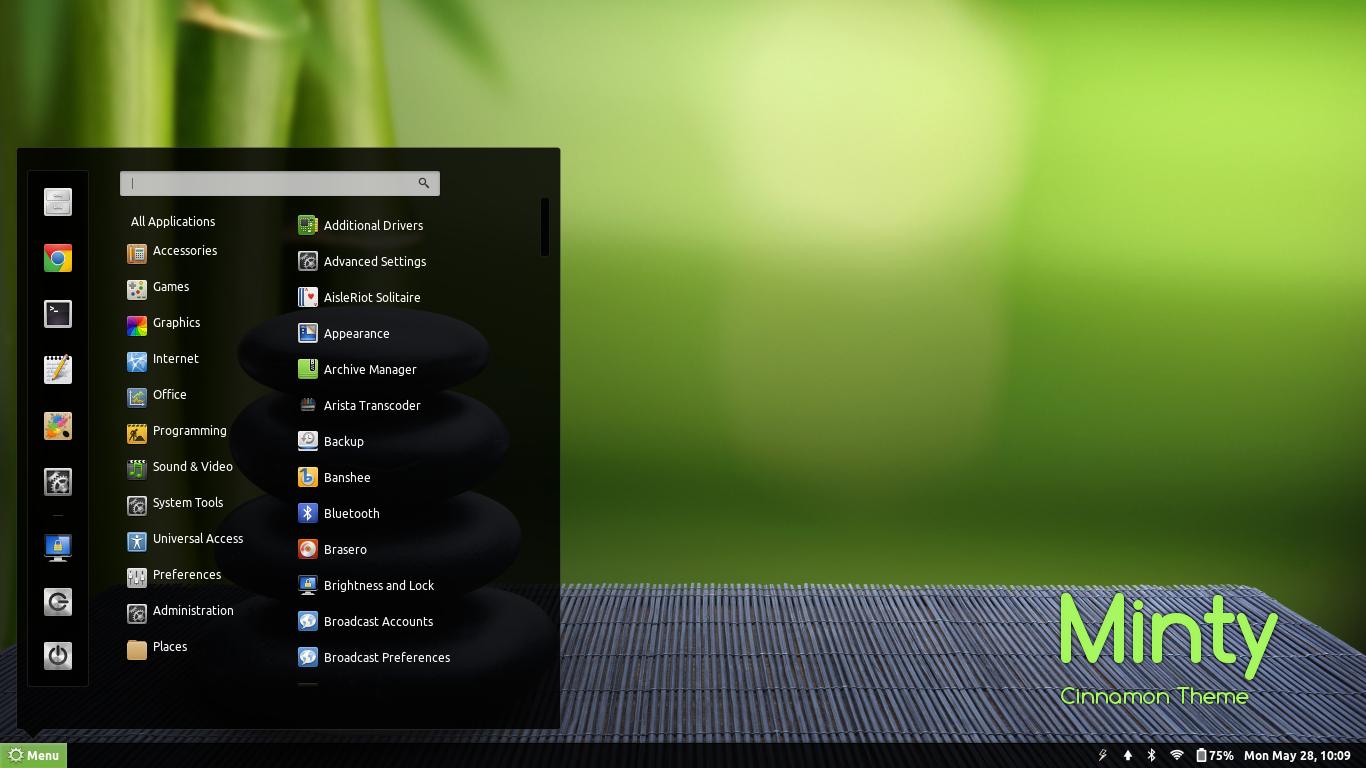 All Applications
Accessories
Games
Graphics
Internet
Office
Programming
Sound & Video
System Tools
Universal Access
Preferences
Administration
Places
Additional Drivers
Advanced Settings
AisleRiot Solitaire
Appearance
Archive Manager
Arista Transcoder
Backup
Banshee
Bluetooth
Brasero
Brightness and Lock
Broadcast Accounts
Broadcast Preferences
Minty
Cinnamon Theme
Menu
75% Mon May 28, 10:09